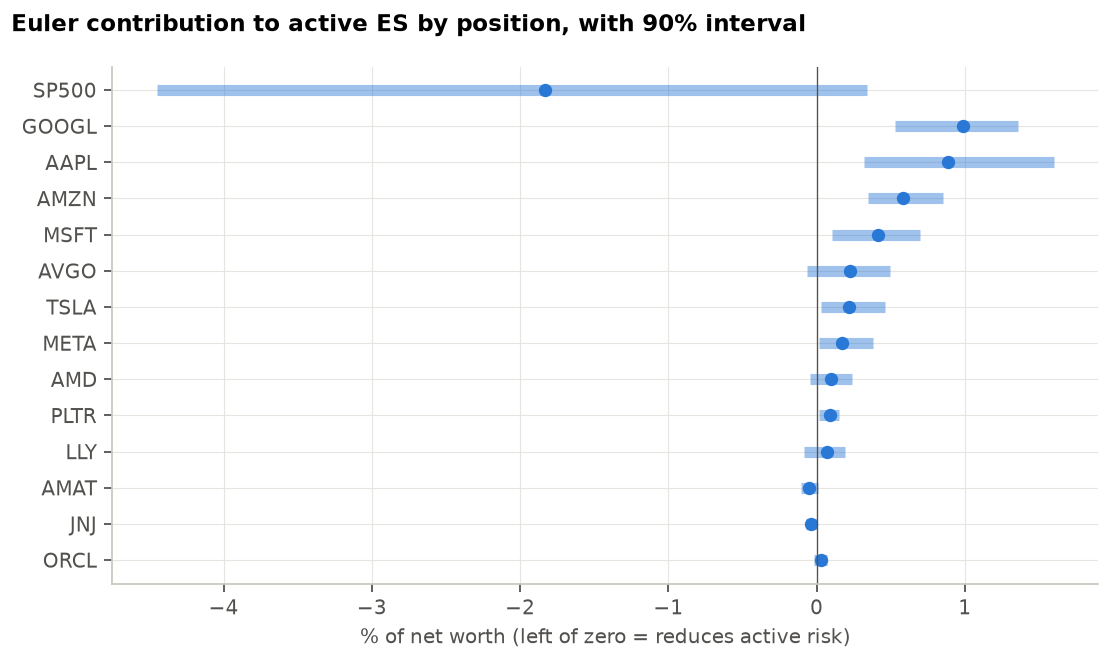 Euler contribution to active ES by position, with 90% interval
SP500
GOOGL
AAPL
AMZN
MSFT
AVGO
TSLA
META
AMD
PLTR
LLY
AMAT
JNJ
ORCL
−4 −3 −2 −1 0 1
% of net worth (left of zero = reduces active risk)